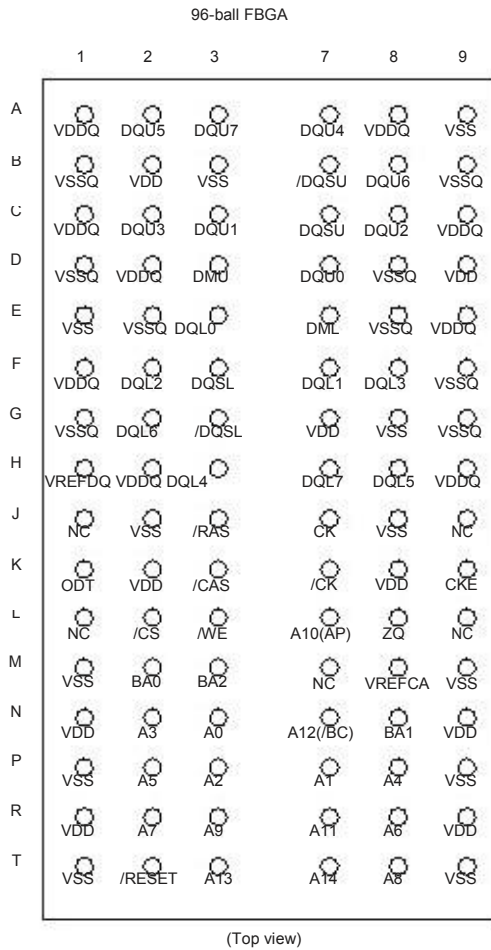 96-ball FBGA
1 2 3 7 8 9
A VDDQ DQU5 DQU7 DQU4 VDDQ VSS
B VSSQ VDD VSS /DQSU DQU6 VSSQ
C VDDQ DQU3 DQU1 DQSU DQU2 VDDQ
D VSSQ VDDQ DMU DQU0 VSSQ VDD
E VSS VSSQ DQL0 DML VSSQ VDDQ
F VDDQ DQL2 DQSL DQL1 DQL3 VSSQ
G VSSQ DQL6 /DQSL VDD VSS VSSQ
H VREFDQ VDDQ DQL4 DQL7 DQL5 VDDQ
J NC VSS /RAS CK VSS NC
K ODT VDD /CAS /CK VDD CKE
L NC /CS /WE A10(AP) ZQ NC
M VSS BA0 BA2 NC VREFCA VSS
N VDD A3 A0 A12(/BC) BA1 VDD
P VSS A5 A2 A1 A4 VSS
R VDD A7 A9 A11 A6 VDD
T VSS /RESET A13 A14 A8 VSS
(Top view)